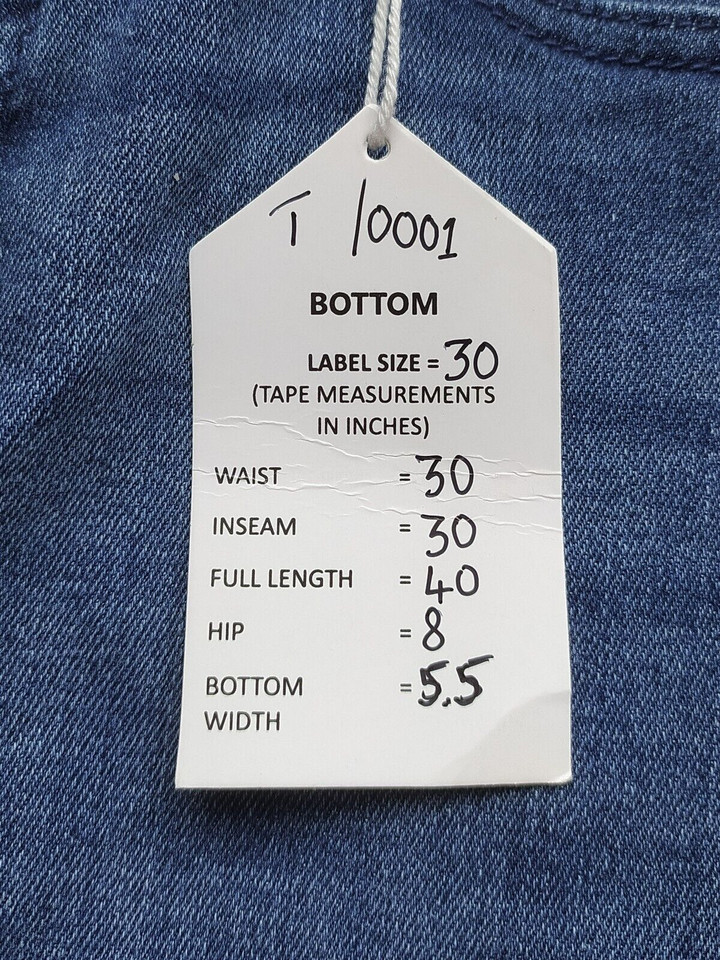 T /0001
BOTTOM
LABEL SIZE = 30
(TAPE MEASUREMENTS
IN INCHES)
WAIST = 30
INSEAM = 30
FULL LENGTH = 40
HIP = 8
BOTTOM = 5.5
WIDTH